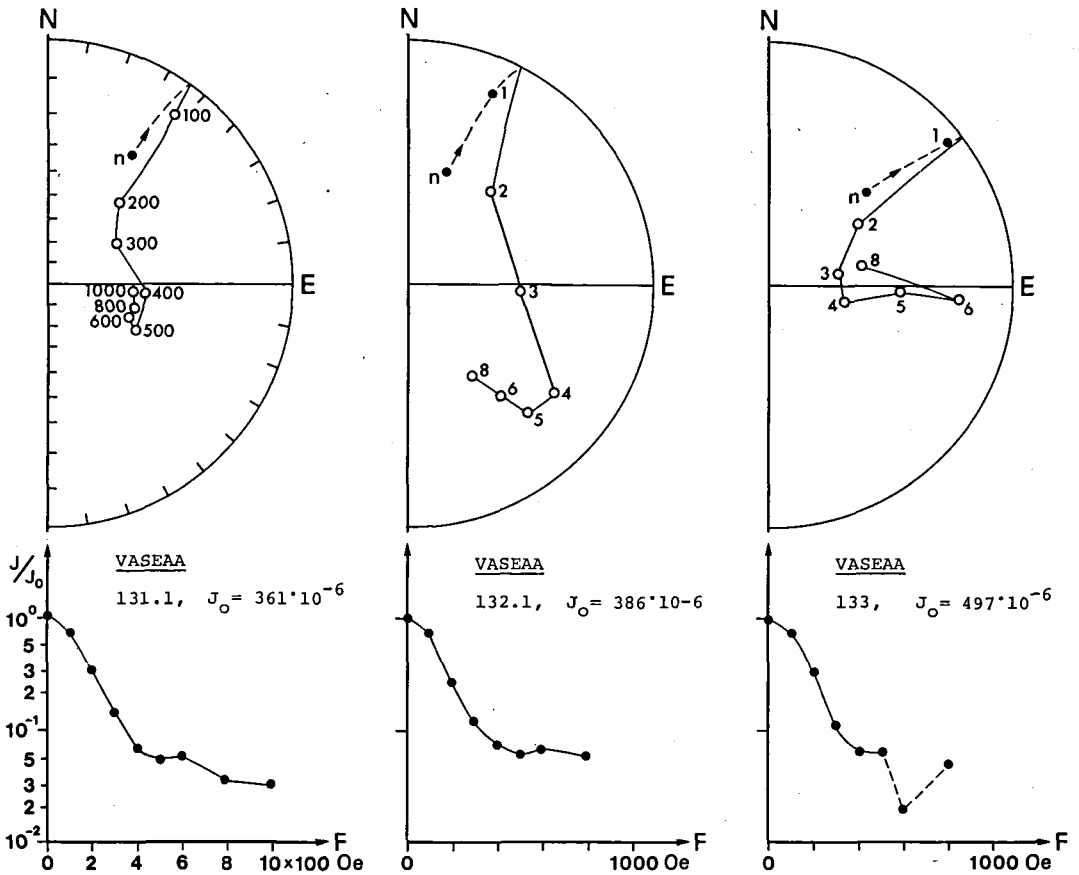 N N N
100
n
200
300
1000 400 E
800
600 500
1
n
2
3 E
4
5
6
8
1
n
2
8
3 E
4 5 6
J/J₀
VASEAA
131.1, J₀= 361·10⁻⁶
VASEAA
132.1, J₀= 386·10-6
VASEAA
133, J₀= 497·10⁻⁶
10⁰
5
3
2
10⁻¹
5
3
2
10⁻²
0 2 4 6 8 10×100 Oe F
0 1000 Oe F
0 1000 Oe F